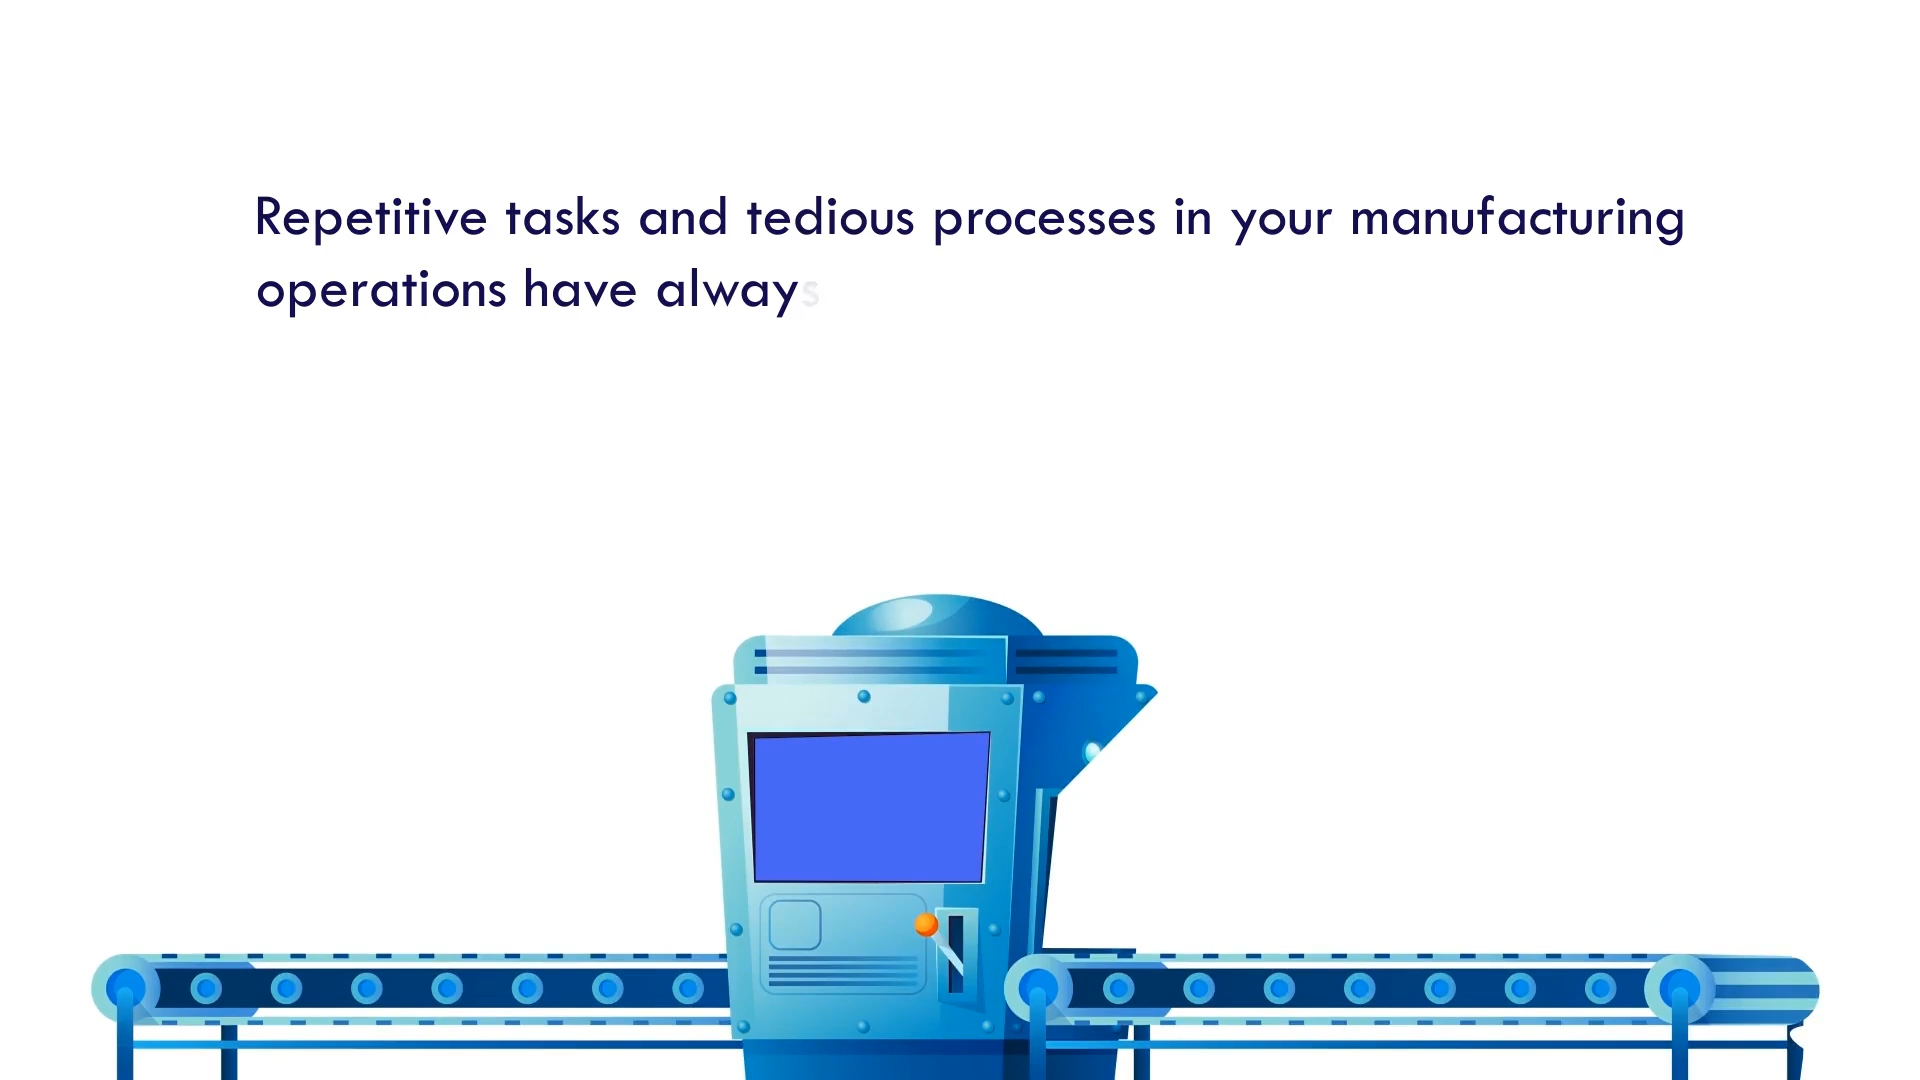 Repetitive tasks and tedious processes in your manufacturing
operations have always